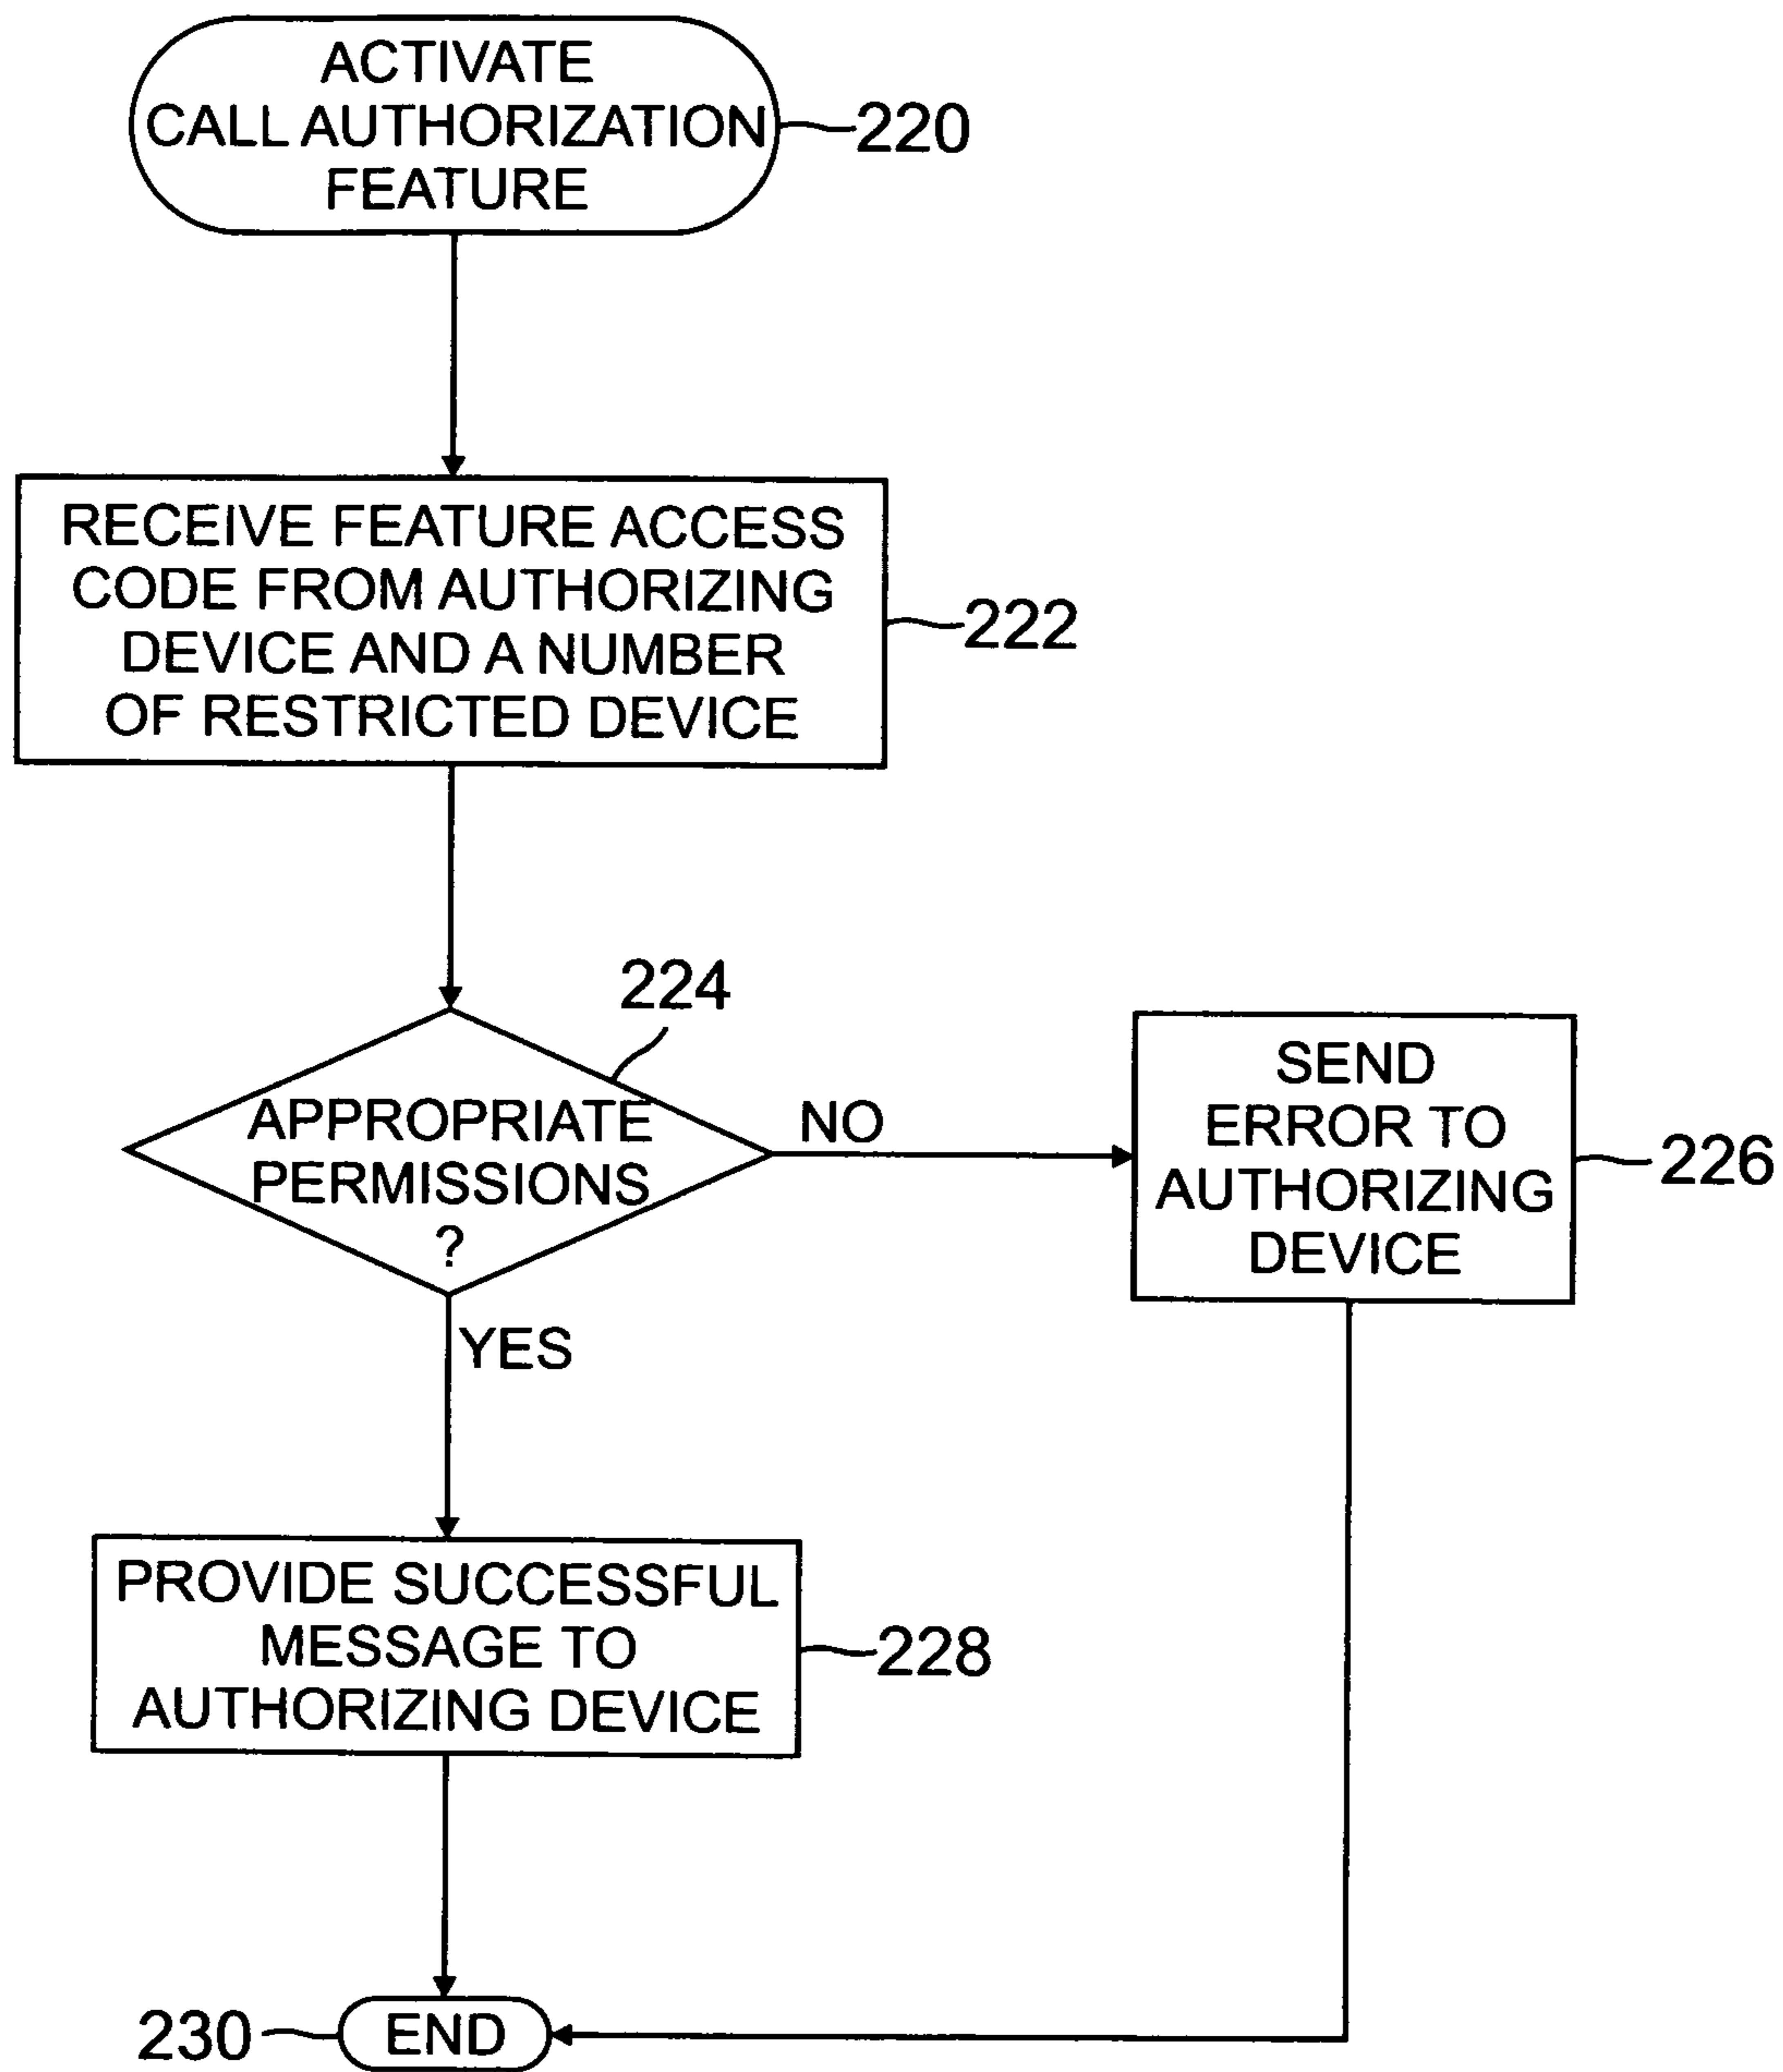 ACTIVATE
CALL AUTHORIZATION
FEATURE
220
RECEIVE FEATURE ACCESS
CODE FROM AUTHORIZING
DEVICE AND A NUMBER
OF RESTRICTED DEVICE
222
224
APPROPRIATE
PERMISSIONS
?
NO
SEND
ERROR TO
AUTHORIZING
DEVICE
226
YES
PROVIDE SUCCESSFUL
MESSAGE TO
AUTHORIZING DEVICE
228
230
END